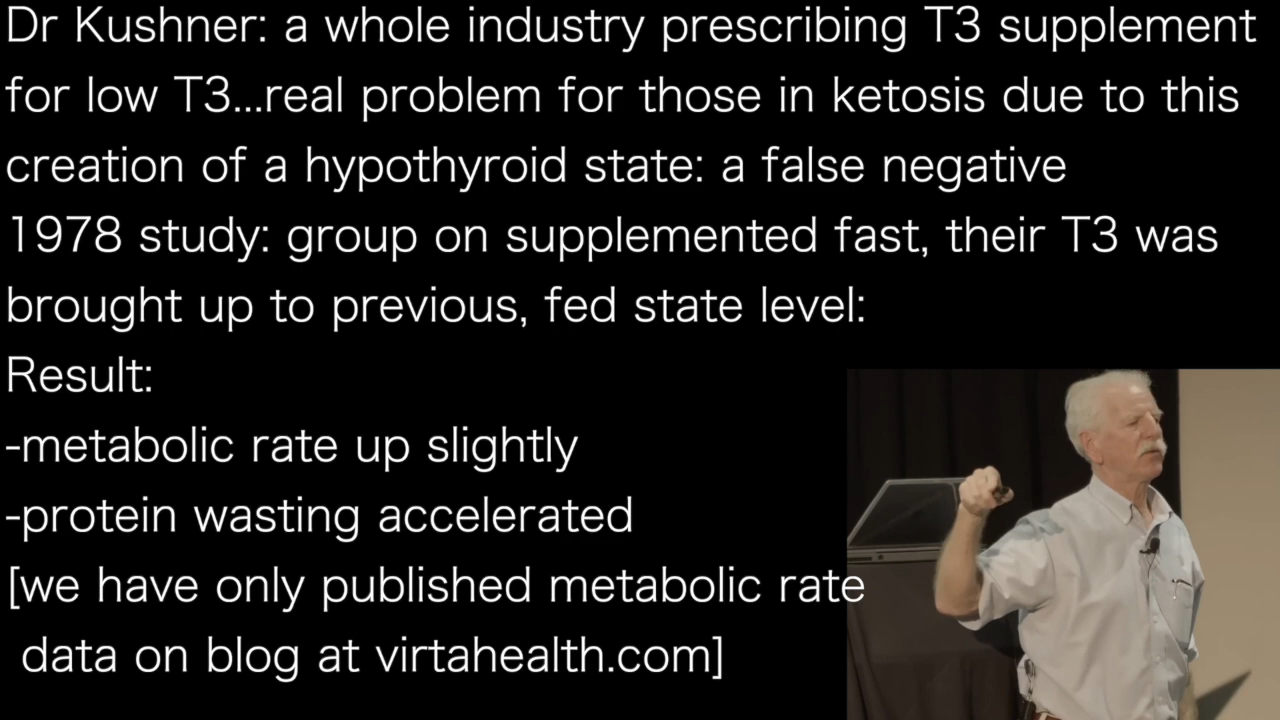 Dr Kushner: a whole industry prescribing T3 supplement
for low T3...real problem for those in ketosis due to this
creation of a hypothyroid state: a false negative
1978 study: group on supplemented fast, their T3 was
brought up to previous, fed state level:
Result:
-metabolic rate up slightly
-protein wasting accelerated
[we have only published metabolic rate
data on blog at virtahealth.com]